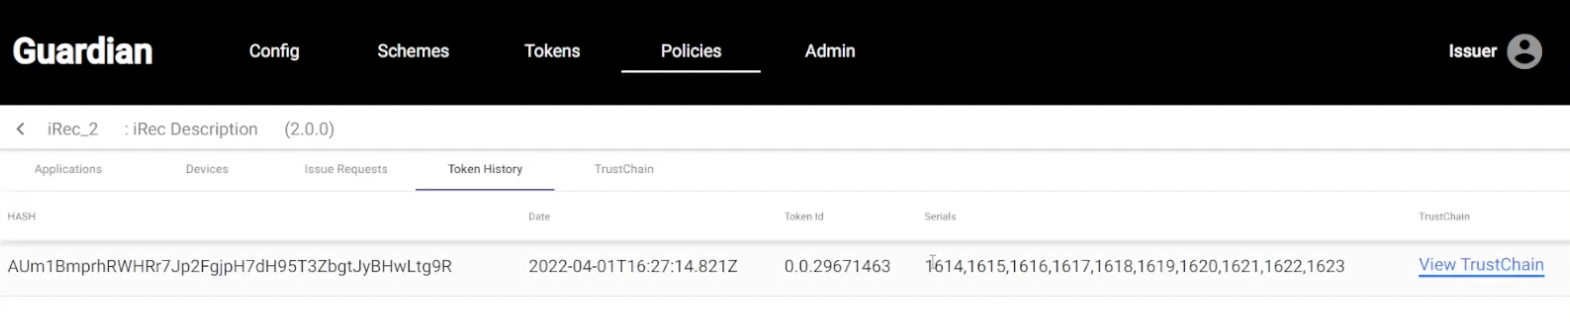 Guardian Config Schemes Tokens Policies Admin Issuer
iRec_2 : iRec Description (2.0.0)
Applications Devices Issue Requests Token History TrustChain
HASH Date Token Id Serials TrustChain
AUm1BmprhRWHRr7Jp2FgjpH7dH95T3ZbgtJyBHwLtg9R 2022-04-01T16:27:14.821Z 0.0.29671463 1614,1615,1616,1617,1618,1619,1620,1621,1622,1623 View TrustChain